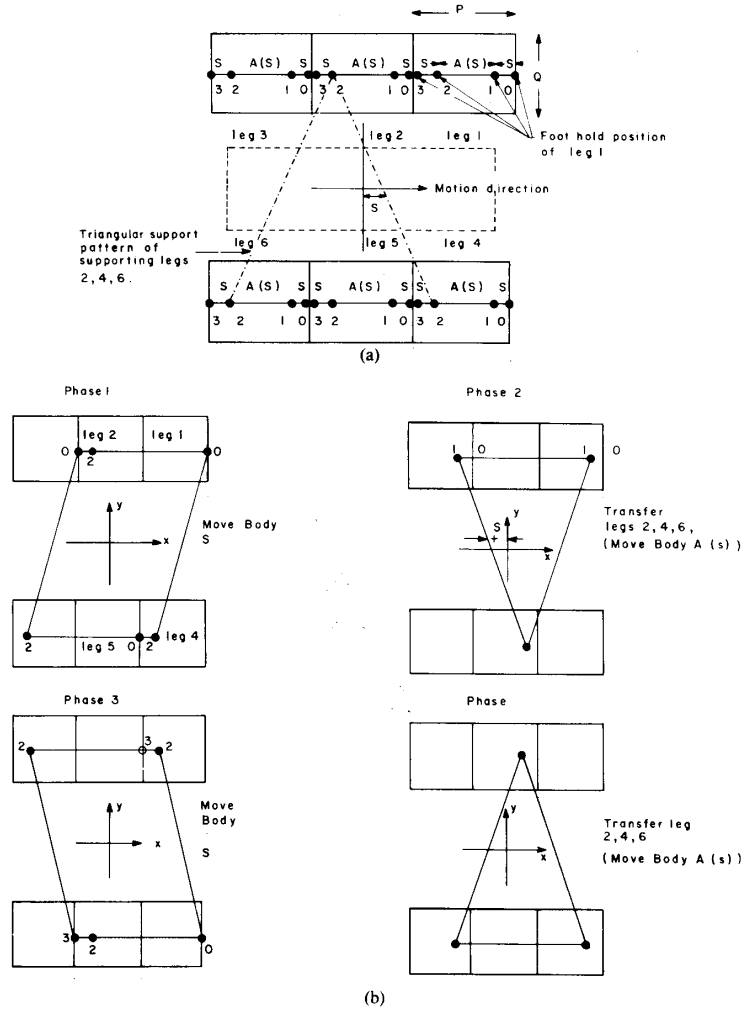 P
S A(S) S S A(S) S S A(S) S
Q
3 2 1 0 3 2 1 0 3 2 1 0
leg 3 leg 2 leg 1
Foot hold position
of leg 1
Motion direction
S
Triangular support
pattern of
supporting legs
2,4,6.
leg 6 leg 5 leg 4
S A(S) S S A(S) S S A(S) S
3 2 1 0 3 2 1 0 3 2 1 0
(a)
Phase 1
0 leg 2 leg 1 0
2
y
x
Move Body
S
2 leg 5 0 2 leg 4
Phase 2
1 0 1 0
y
S
+
x
Transfer
legs 2,4,6,
(Move Body A (s))
Phase 3
2 3 2
y
x
Move
Body
S
3 2 0
Phase
y
x
Transfer leg
2,4,6
(Move Body A (s))
(b)